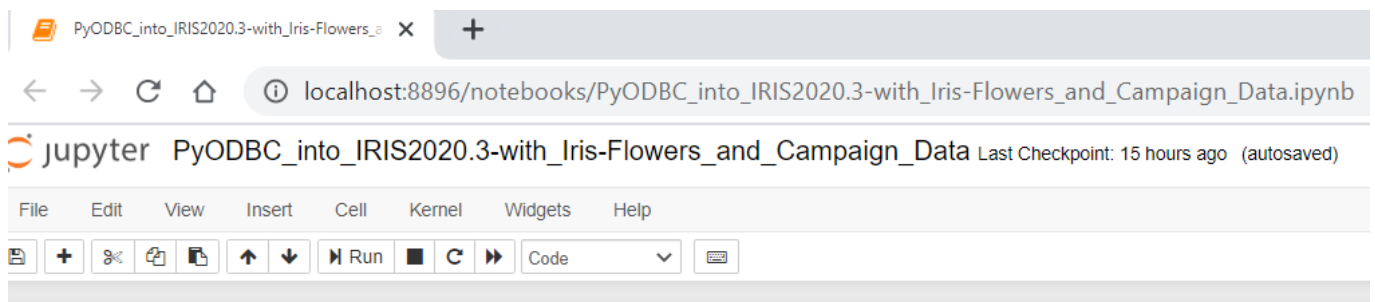 PyODBC_into_IRIS2020.3-with_Iris-Flowers_a
localhost:8896/notebooks/PyODBC_into_IRIS2020.3-with_Iris-Flowers_and_Campaign_Data.ipynb
jupyter PyODBC_into_IRIS2020.3-with_Iris-Flowers_and_Campaign_Data Last Checkpoint: 15 hours ago (autosaved)
File Edit View Insert Cell Kernel Widgets Help
Run Code